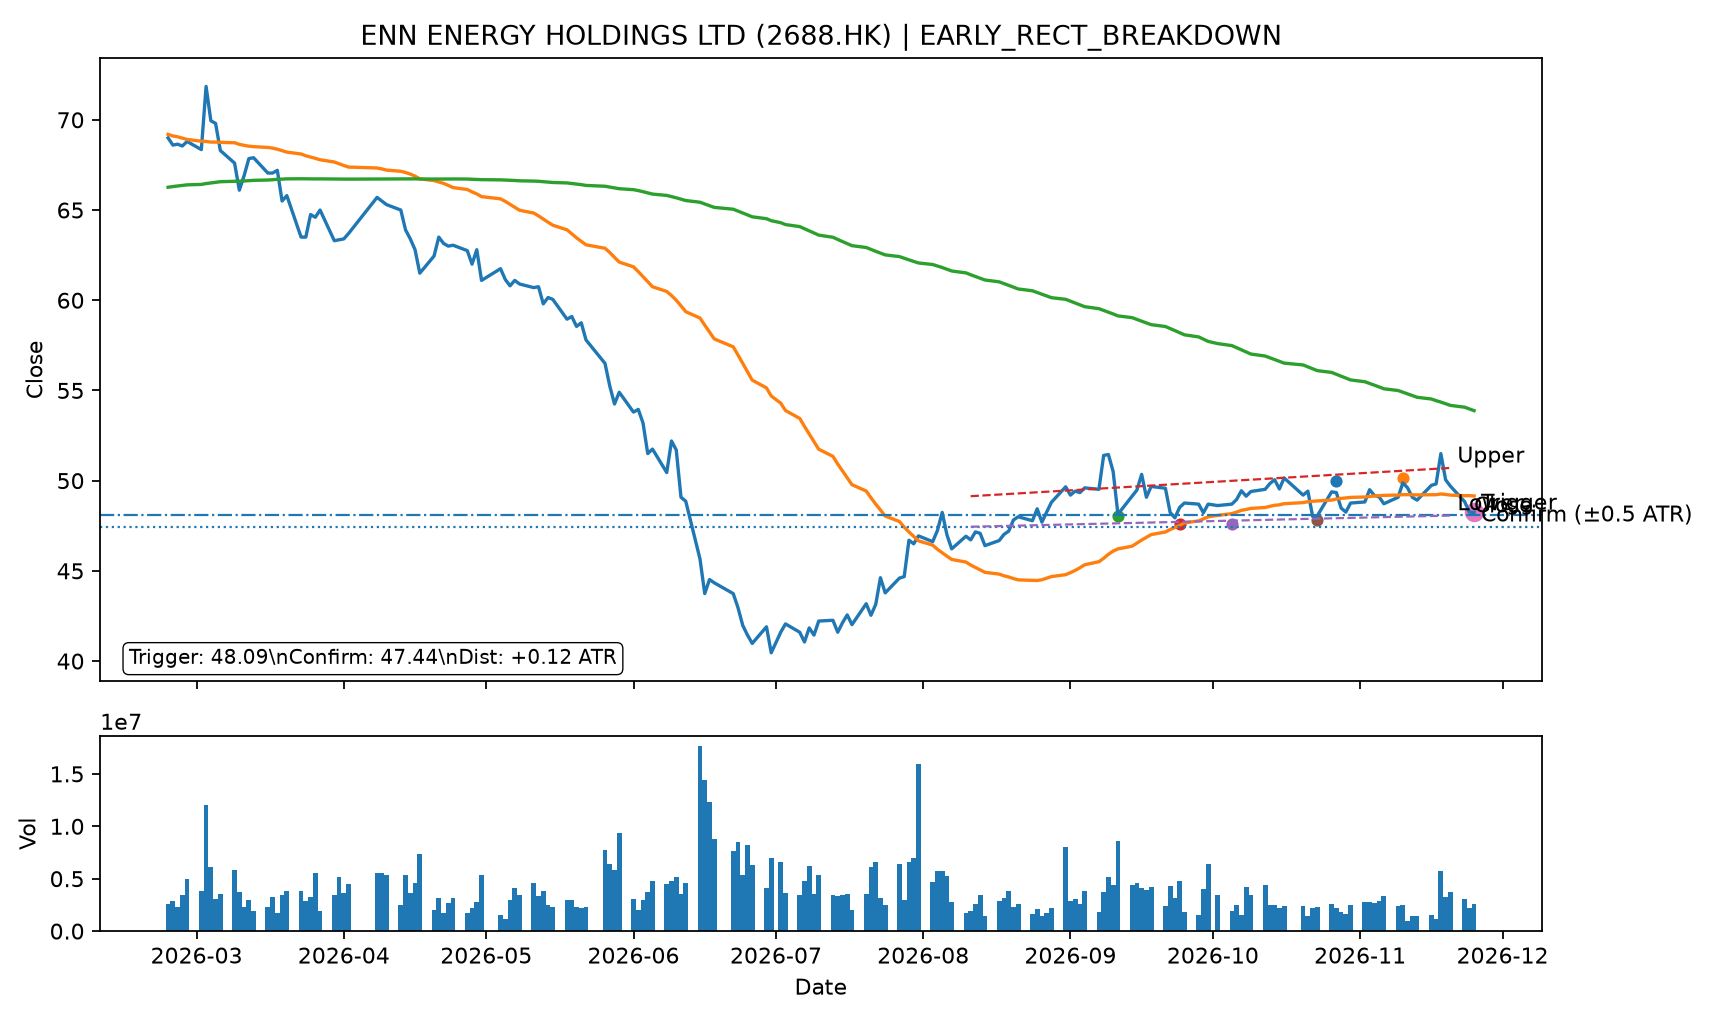 ENN ENERGY HOLDINGS LTD (2688.HK) | EARLY_RECT_BREAKDOWN
Close
70
65
60
55
50
45
40
Upper
Trigger
Confirm (±0.5 ATR)
Trigger: 48.09\nConfirm: 47.44\nDist: +0.12 ATR
1e7
Vol
1.5
1.0
0.5
0.0
2026-03
2026-04
2026-05
2026-06
2026-07
2026-08
2026-09
2026-10
2026-11
2026-12
Date